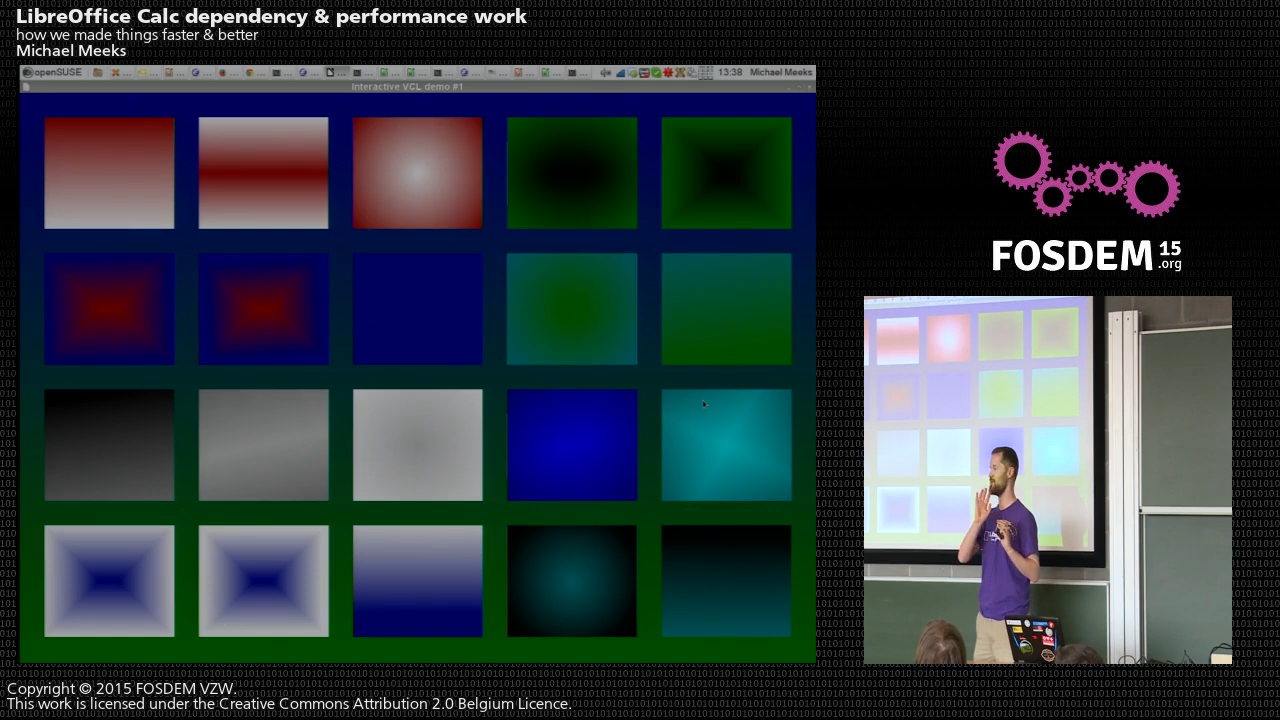 LibreOffice Calc dependency & performance work
how we made things faster & better
Michael Meeks
openSUSE
13:38 Michael Meeks
Interactive VCL demo #1
FOSDEM 15
.org
Copyright © 2015 FOSDEM VZW.
This work is licensed under the Creative Commons Attribution 2.0 Belgium Licence.